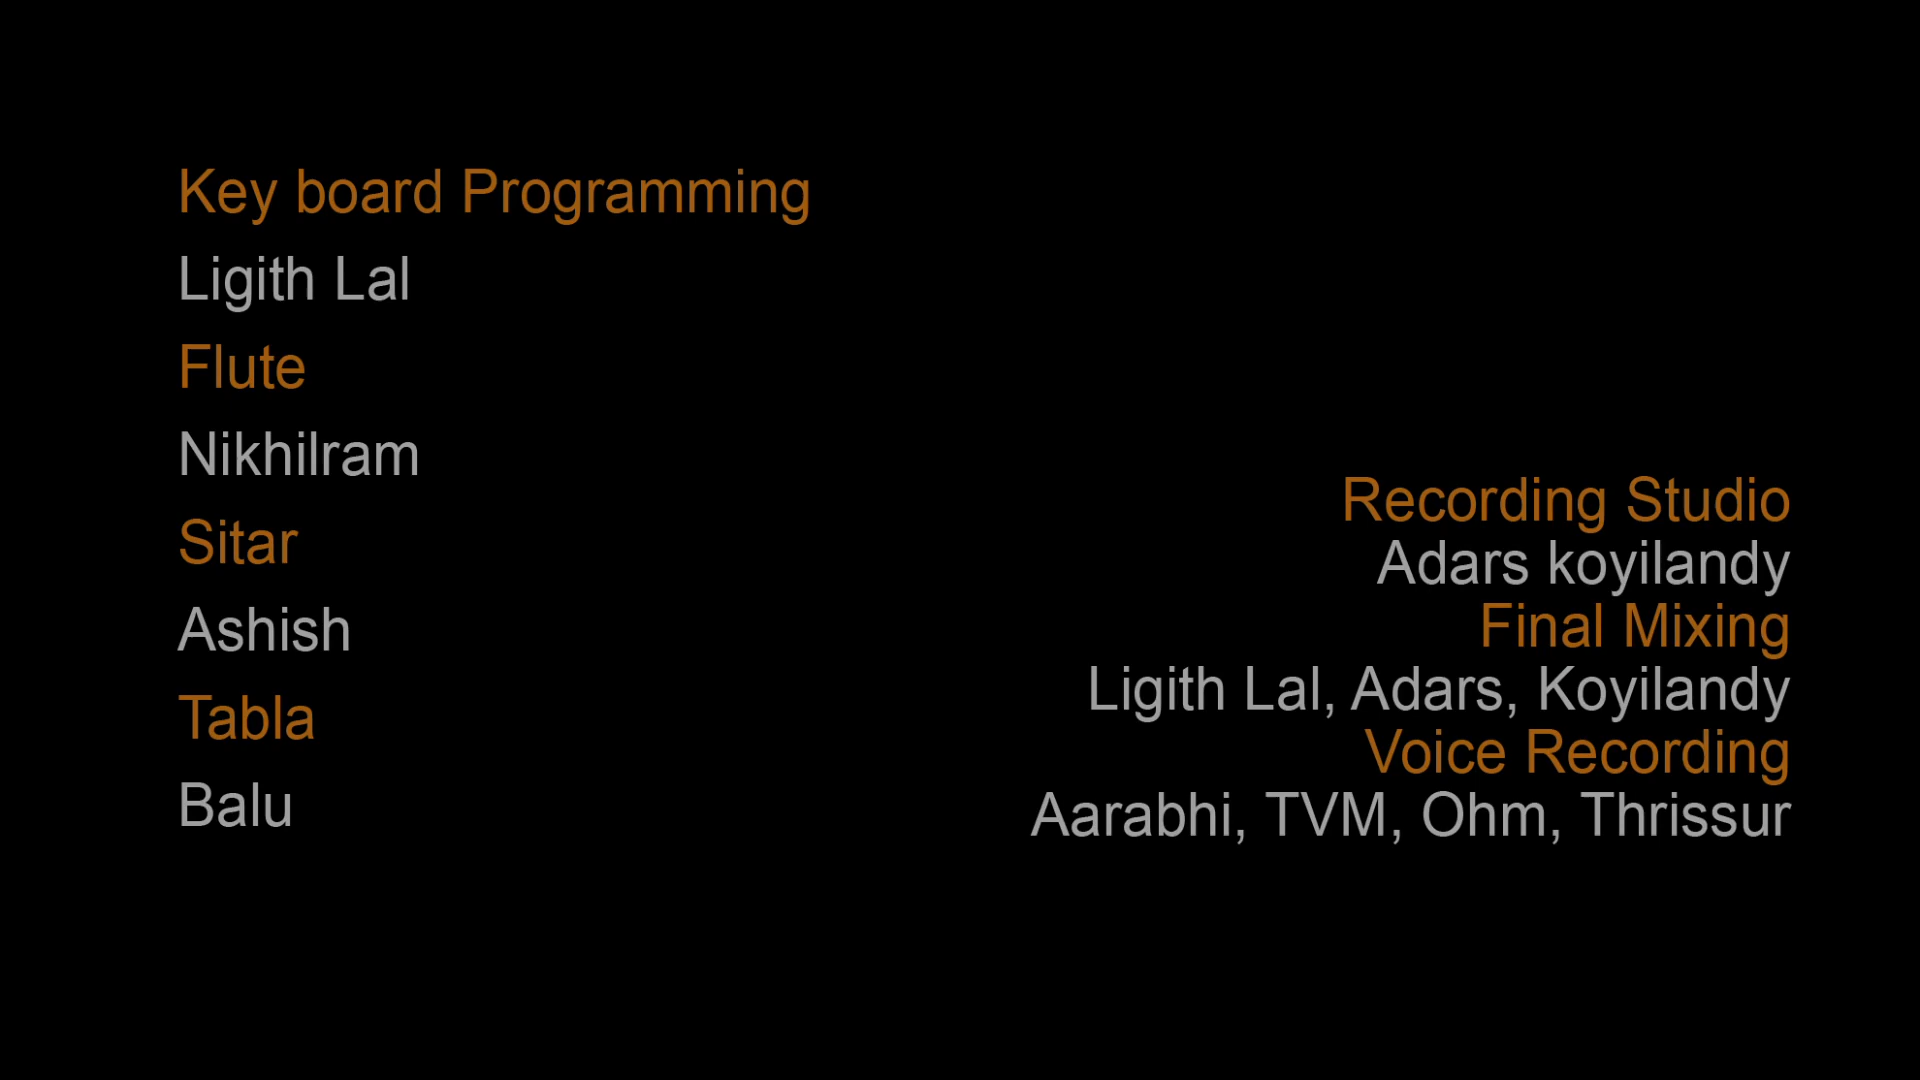 Key board Programming
Ligith Lal
Flute
Nikhilram
Sitar
Ashish
Tabla
Balu
Recording Studio
Adars koyilandy
Final Mixing
Ligith Lal, Adars, Koyilandy
Voice Recording
Aarabhi, TVM, Ohm, Thrissur